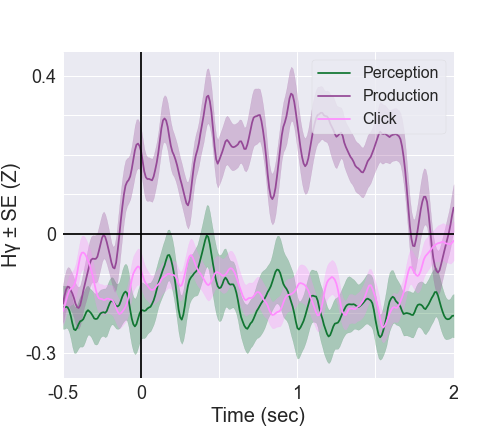 Perception
Production
Click
0.4
0
-0.3
Hγ ± SE (Z)
-0.5
0
1
2
Time (sec)